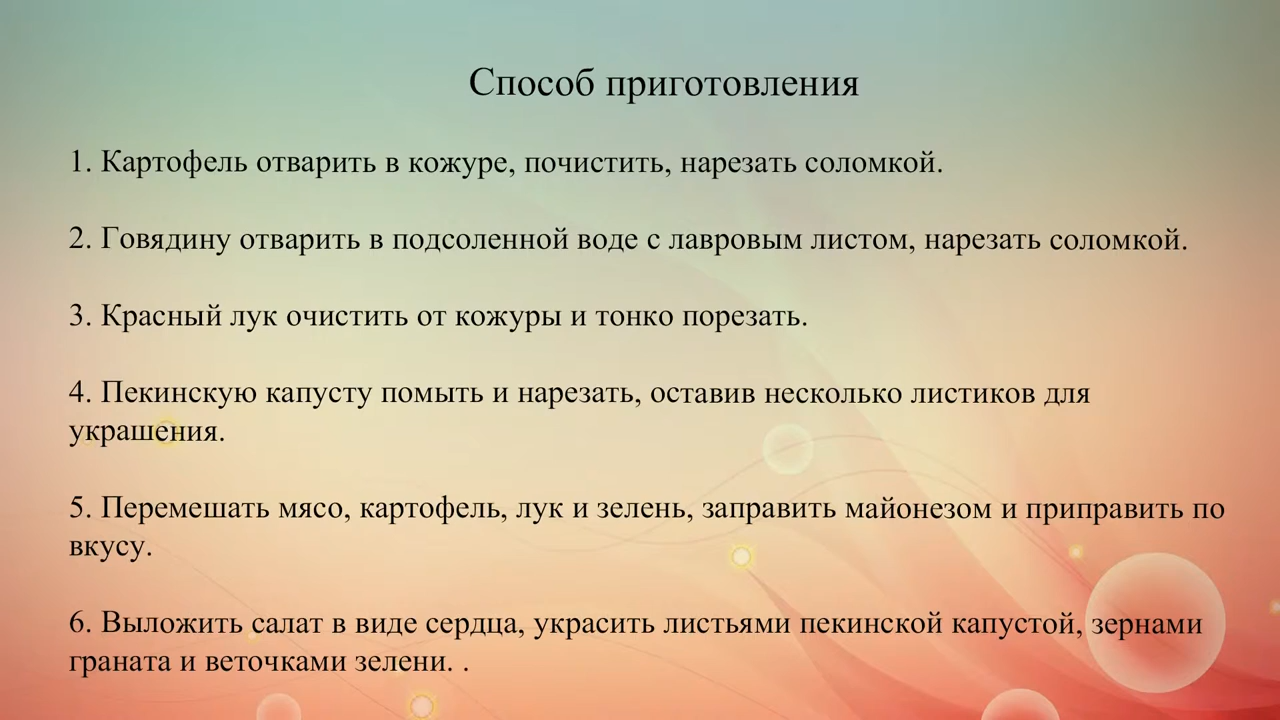 Способ приготовления
1. Картофель отварить в кожуре, почистить, нарезать соломкой.
2. Говядину отварить в подсоленной воде с лавровым листом, нарезать соломкой.
3. Красный лук очистить от кожуры и тонко порезать.
4. Пекинскую капусту помыть и нарезать, оставив несколько листиков для
украшения.
5. Перемешать мясо, картофель, лук и зелень, заправить майонезом и приправить по
вкусу.
6. Выложить салат в виде сердца, украсить листьями пекинской капустой, зернами
граната и веточками зелени. .